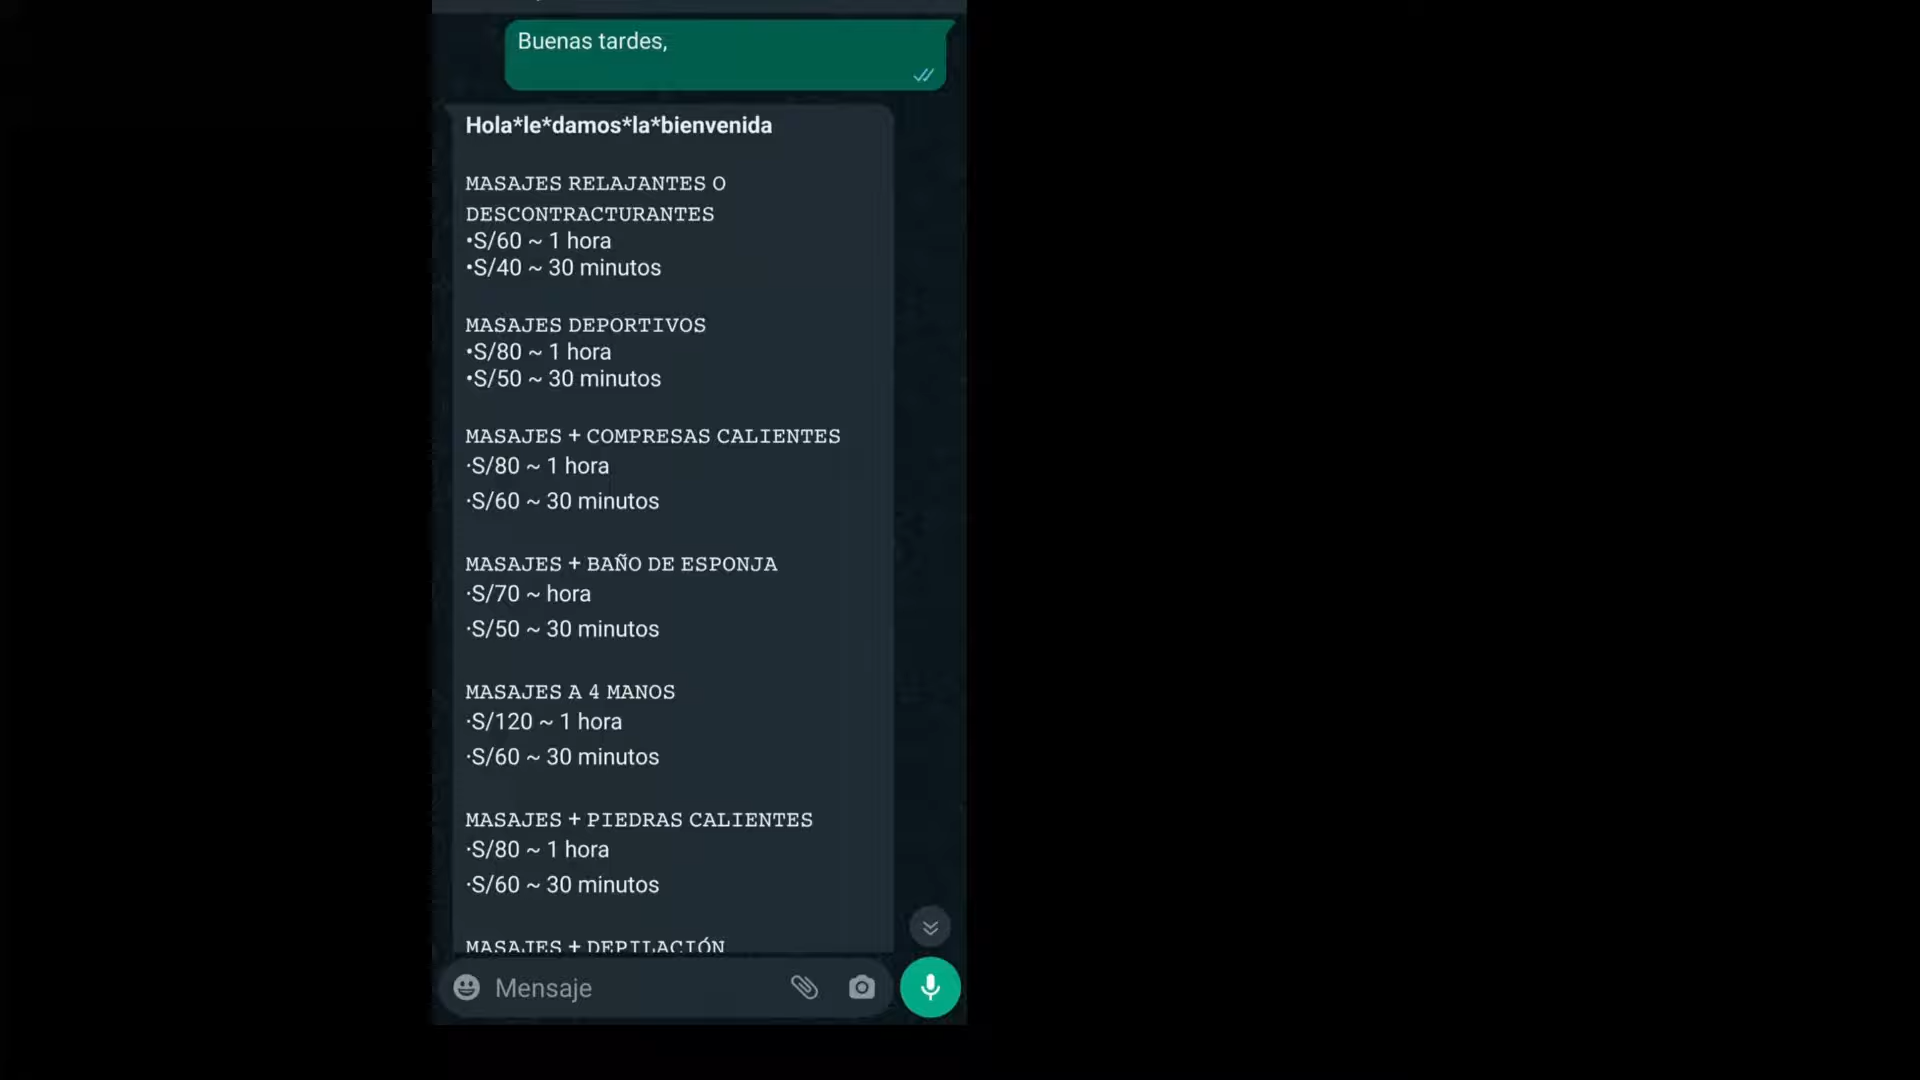 Buenas tardes,
Hola*le*damos*la*bienvenida
MASAJES RELAJANTES O
DESCONTRACTURANTES
•S/60 ~ 1 hora
•S/40 ~ 30 minutos
MASAJES DEPORTIVOS
•S/80 ~ 1 hora
•S/50 ~ 30 minutos
MASAJES + COMPRESAS CALIENTES
·S/80 ~ 1 hora
·S/60 ~ 30 minutos
MASAJES + BAÑO DE ESPONJA
·S/70 ~ hora
·S/50 ~ 30 minutos
MASAJES A 4 MANOS
·S/120 ~ 1 hora
·S/60 ~ 30 minutos
MASAJES + PIEDRAS CALIENTES
·S/80 ~ 1 hora
·S/60 ~ 30 minutos
MASAJES + DEPILACIÓN
Mensaje